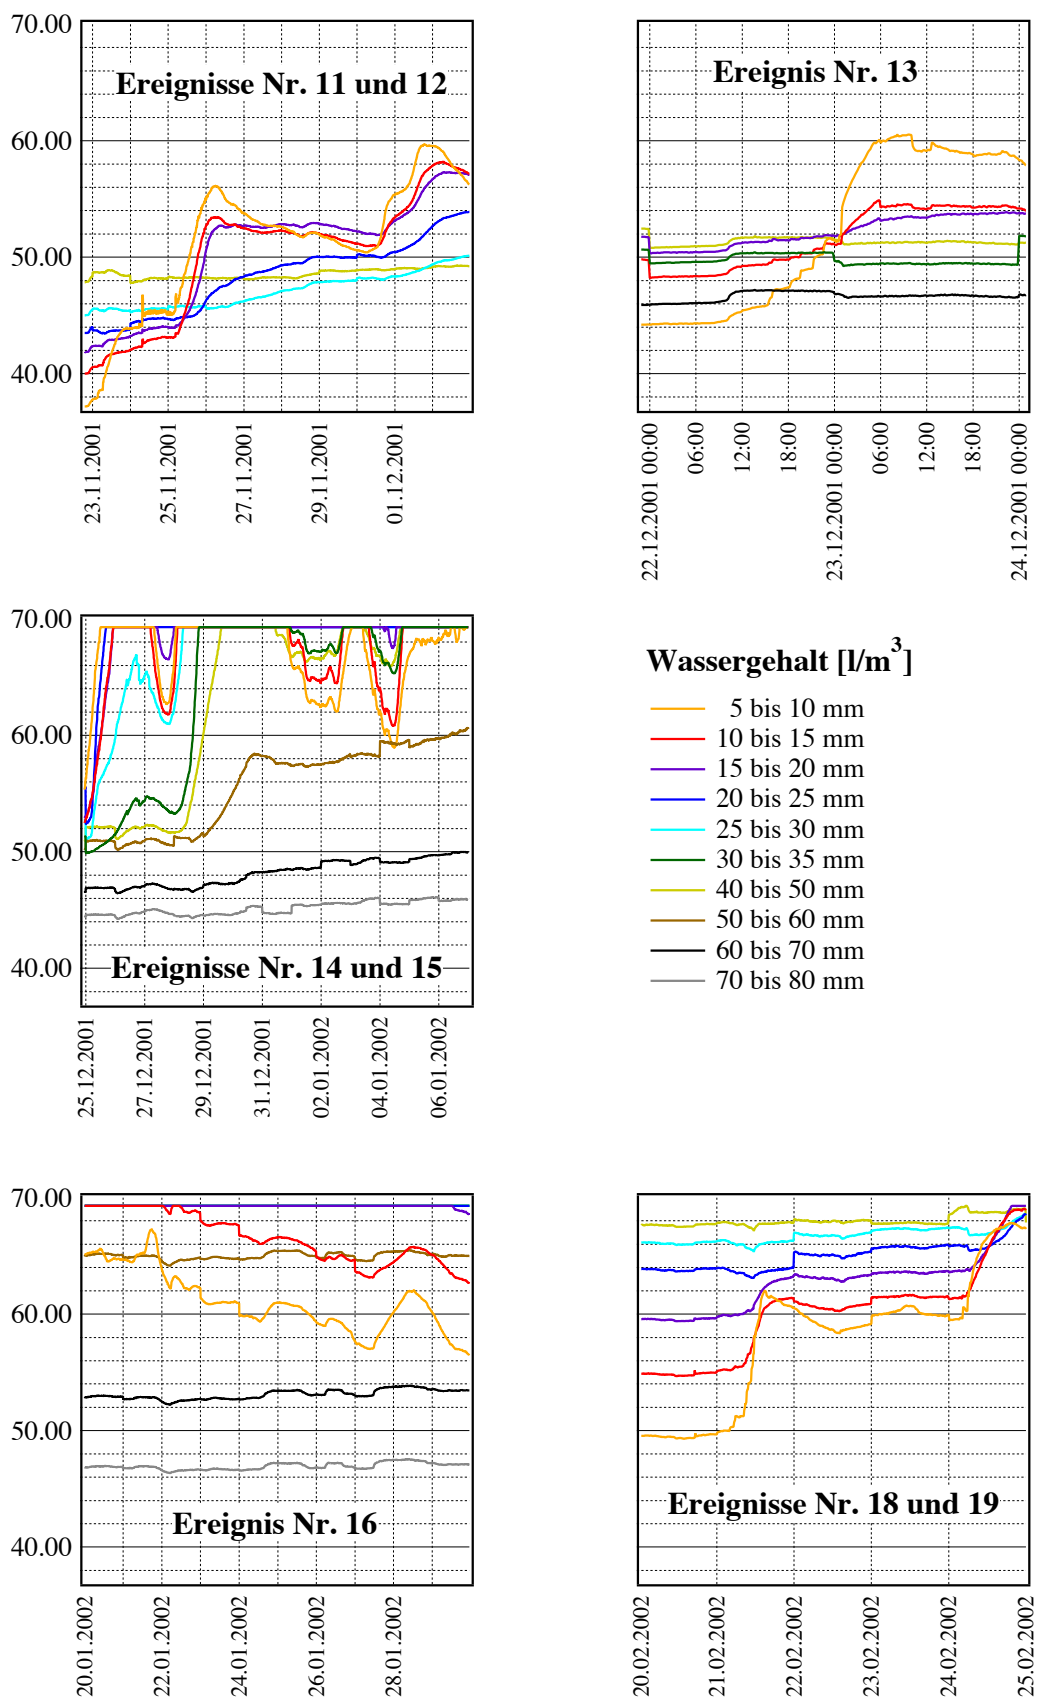 70.00
60.00
50.00
40.00
Ereignisse Nr. 11 und 12
23.11.2001
25.11.2001
27.11.2001
29.11.2001
01.12.2001
Ereignis Nr. 13
22.12.2001 00:00
06:00
12:00
18:00
23.12.2001 00:00
06:00
12:00
18:00
24.12.2001 00:00
70.00
60.00
50.00
40.00
Ereignisse Nr. 14 und 15
25.12.2001
27.12.2001
29.12.2001
31.12.2001
02.01.2002
04.01.2002
06.01.2002
Wassergehalt [l/m³]
5 bis 10 mm
10 bis 15 mm
15 bis 20 mm
20 bis 25 mm
25 bis 30 mm
30 bis 35 mm
40 bis 50 mm
50 bis 60 mm
60 bis 70 mm
70 bis 80 mm
70.00
60.00
50.00
40.00
Ereignis Nr. 16
20.01.2002
22.01.2002
24.01.2002
26.01.2002
28.01.2002
Ereignisse Nr. 18 und 19
20.02.2002
21.02.2002
22.02.2002
23.02.2002
24.02.2002
25.02.2002